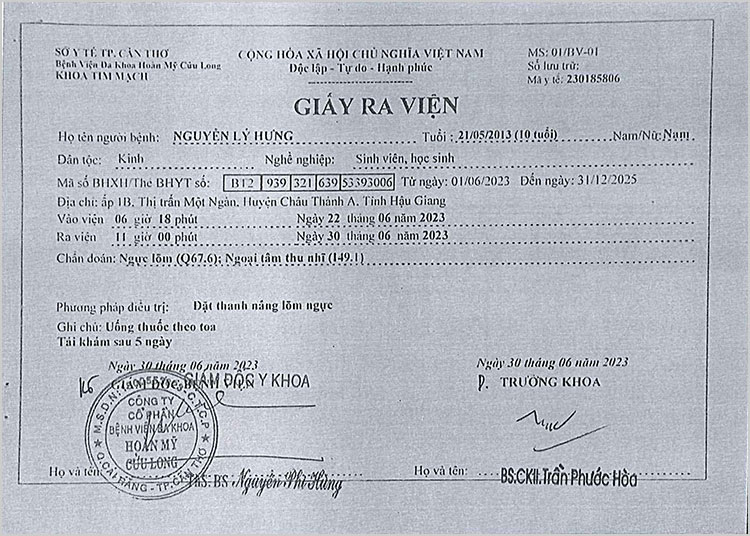 SỞ Y TẾ TP. CẦN THƠ
Bệnh Viện Đa Khoa Hoàn Mỹ Cửu Long
KHOA TIM MẠCH
CỘNG HÒA XÃ HỘI CHỦ NGHĨA VIỆT NAM
Độc lập - Tự do - Hạnh phúc
MS: 01/BV-01
Số lưu trữ:
Mã y tế: 230185806
GIẤY RA VIỆN
Họ tên người bệnh: NGUYỄN LÝ HƯNG Tuổi : 21/05/2013 (10 tuổi) Nam/Nữ: Nam
Dân tộc: Kinh Nghề nghiệp: Sinh viên, học sinh
Mã số BHXH/Thẻ BHYT số: 939 321 639 53393006 Từ ngày: 01/06/2023 Đến ngày: 31/12/2025
Địa chỉ: ấp 1B. Thị trấn Một Ngàn. Huyện Châu Thành A. Tỉnh Hậu Giang
Vào viện 06 giờ 18 phút Ngày 22 tháng 06 năm 2023
Ra viện 11 giờ 00 phút Ngày 30 tháng 06 năm 2023
Chẩn đoán: Ngực lõm (Q67.6); Ngoại tâm thu nhĩ (I49.1)
Phương pháp điều trị: Đặt thanh nâng lõm ngực
Ghi chú: Uống thuốc theo toa
Tái khám sau 5 ngày
Ngày 30 tháng 06 năm 2023
GIÁM ĐỐC Y KHOA
CÔNG TY
CỔ PHẦN
BỆNH VIỆN ĐA KHOA
HOÀN MỸ
CỬU LONG
Q.CÁI RĂNG - TP.CẦN THƠ
Họ và tên:
ThS. BS Nguyễn Phi Hùng
Ngày 30 tháng 06 năm 2023
P. TRƯỞNG KHOA
Họ và tên:
BS.CKII.Trần Phước Hòa